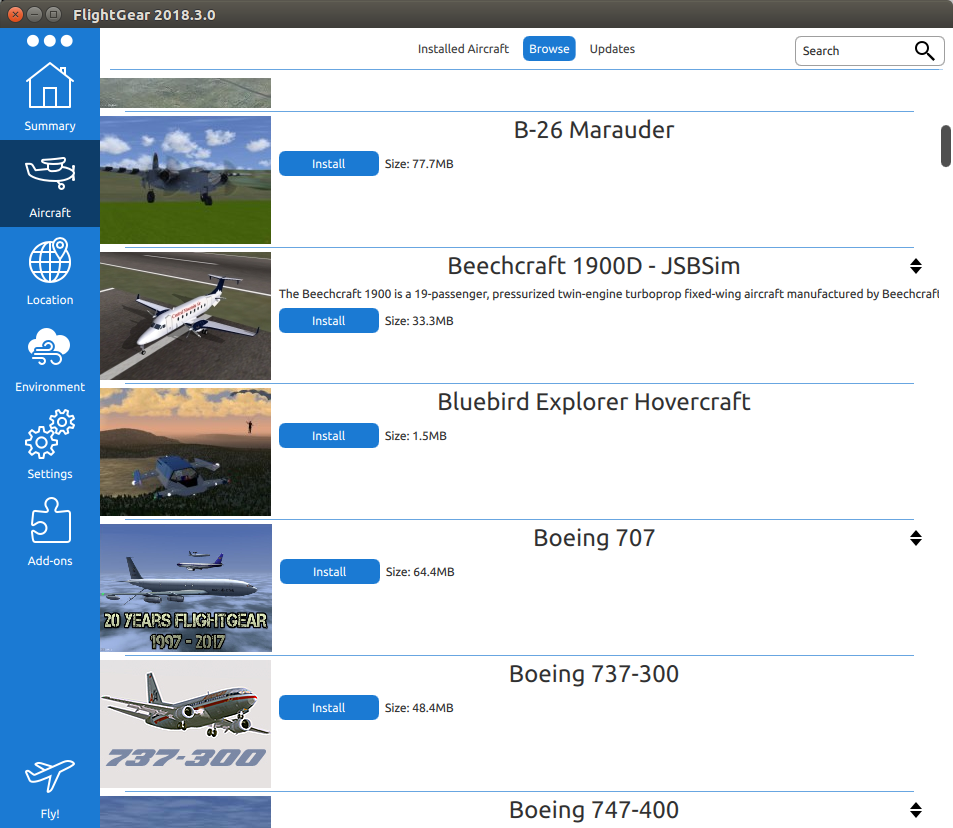 FlightGear 2018.3.0
Installed Aircraft
Browse
Updates
Search
Summary
Aircraft
Location
Environment
Settings
Add-ons
Fly!
B-26 Marauder
Install
Size: 77.7MB
Beechcraft 1900D - JSBSim
The Beechcraft 1900 is a 19-passenger, pressurized twin-engine turboprop fixed-wing aircraft manufactured by Beechcraft
Install
Size: 33.3MB
Bluebird Explorer Hovercraft
Install
Size: 1.5MB
Boeing 707
Install
Size: 64.4MB
20 YEARS FLIGHTGEAR
1997 - 2017
Boeing 737-300
Install
Size: 48.4MB
737-300
Boeing 747-400